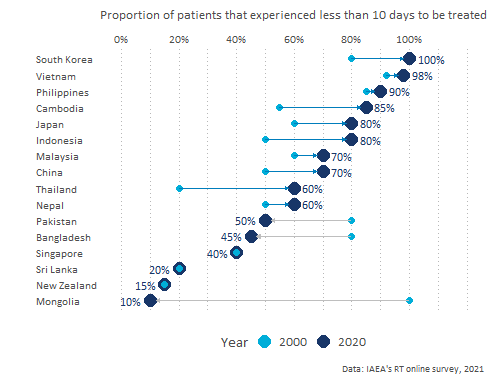 Proportion of patients that experienced less than 10 days to be treated
0% 20% 40% 60% 80% 100%
South Korea 100%
Vietnam 98%
Philippines 90%
Cambodia 85%
Japan 80%
Indonesia 80%
Malaysia 70%
China 70%
Thailand 60%
Nepal 60%
Pakistan 50%
Bangladesh 45%
Singapore 40%
Sri Lanka 20%
New Zealand 15%
Mongolia 10%
Year 2000 2020
Data: IAEA's RT online survey, 2021